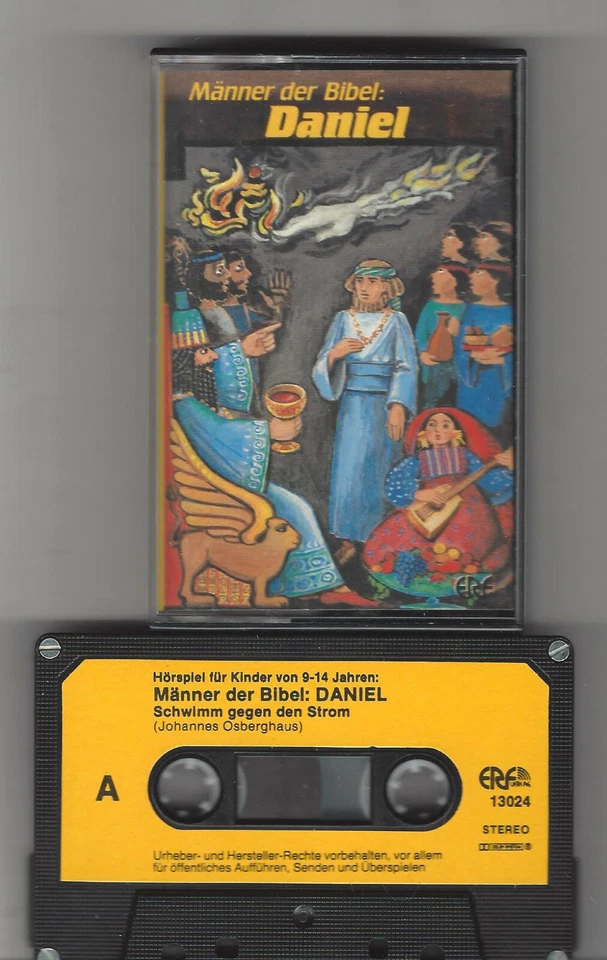 Männer der Bibel:
Daniel
ERF
Hörspiel für Kinder von 9-14 Jahren:
Männer der Bibel: DANIEL
Schwimm gegen den Strom
(Johannes Osberghaus)
A
ERF
VERLAG
13024
STEREO
Urheber- und Hersteller-Rechte vorbehalten, vor allem
für öffentliches Aufführen, Senden und Überspielen